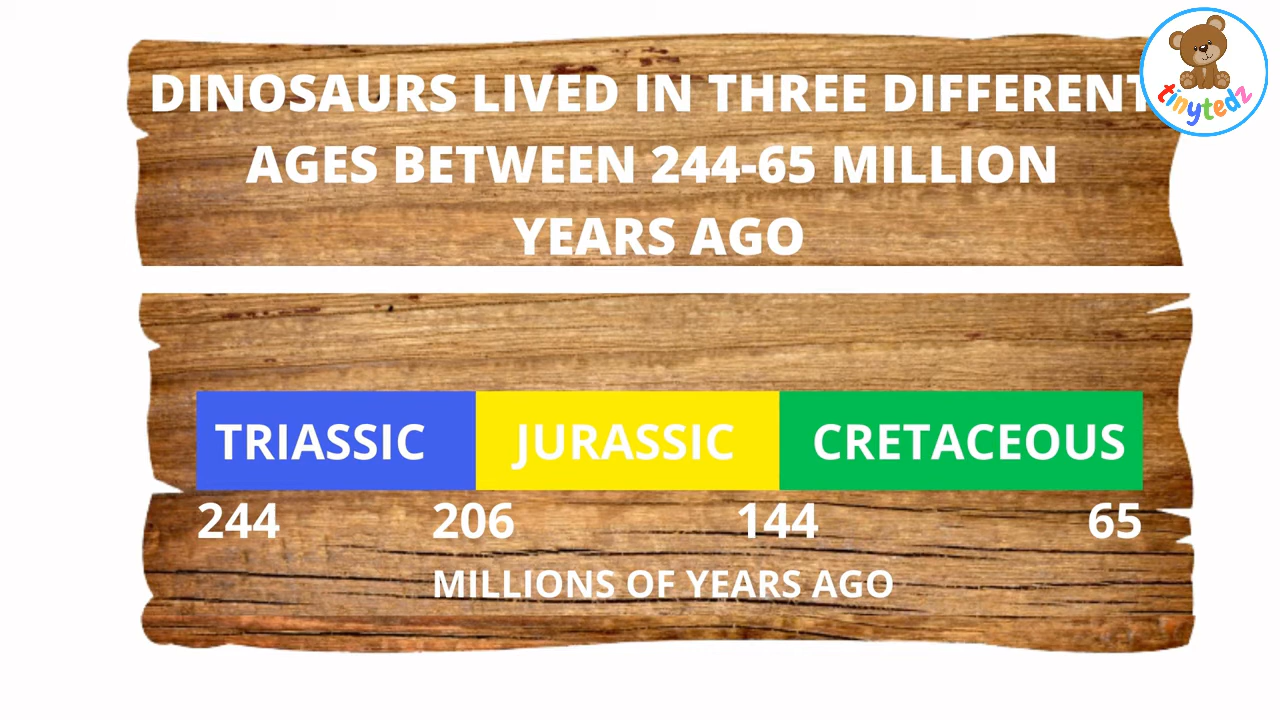 DINOSAURS LIVED IN THREE DIFFERENT
AGES BETWEEN 244-65 MILLION
YEARS AGO
tinytedz
TRIASSIC JURASSIC CRETACEOUS
244 206 144 65
MILLIONS OF YEARS AGO